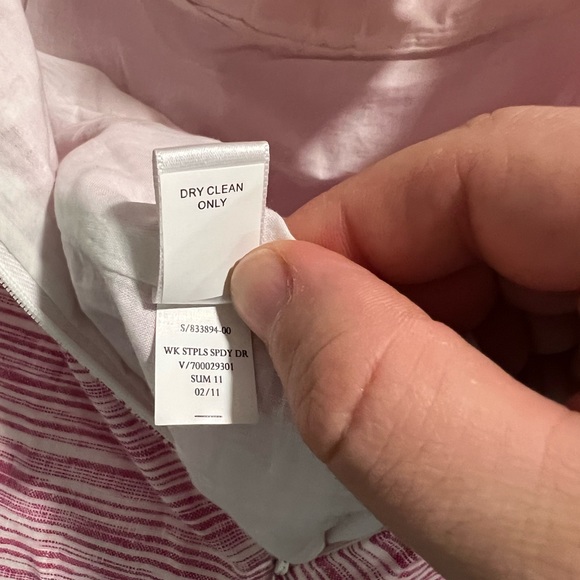 DRY CLEAN
ONLY
S/833894-00
WK STPLS SPDY DR
V/700029301
SUM 11
02/11